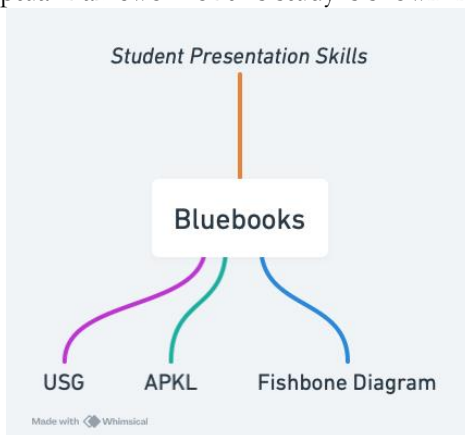 Student Presentation Skills
Bluebooks
USG APKL Fishbone Diagram
Made with Whimsical